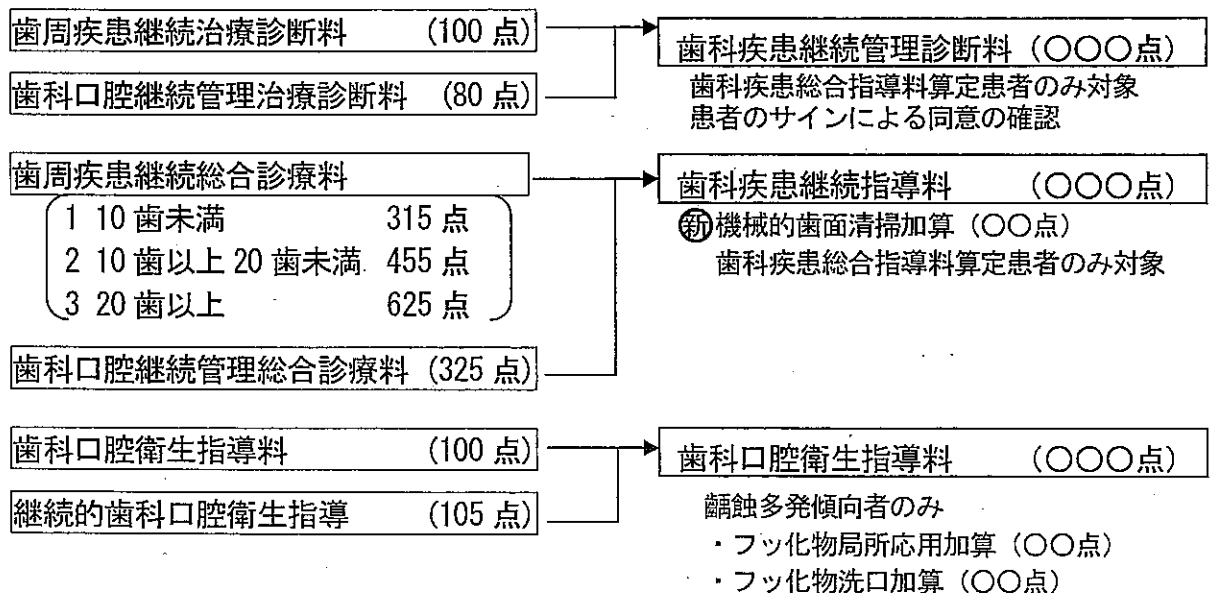 歯周疾患継続治療診断料 (100 点)
歯科口腔継続管理治療診断料 (80 点)
歯科疾患継続管理診断料 (○○○点)
歯科疾患総合指導料算定患者のみ対象
患者のサインによる同意の確認
歯周疾患継続総合診療料
1 10 歯未満 315 点
2 10 歯以上 20 歯未満 455 点
3 20 歯以上 625 点
歯科口腔継続管理総合診療料 (325 点)
歯科疾患継続指導料 (○○○点)
㊟機械的歯面清掃加算 (○○点)
歯科疾患総合指導料算定患者のみ対象
歯科口腔衛生指導料 (100 点)
継続的歯科口腔衛生指導 (105 点)
歯科口腔衛生指導料 (○○○点)
齲蝕多発傾向者のみ
・フッ化物局所応用加算 (○○点)
・フッ化物洗口加算 (○○点)